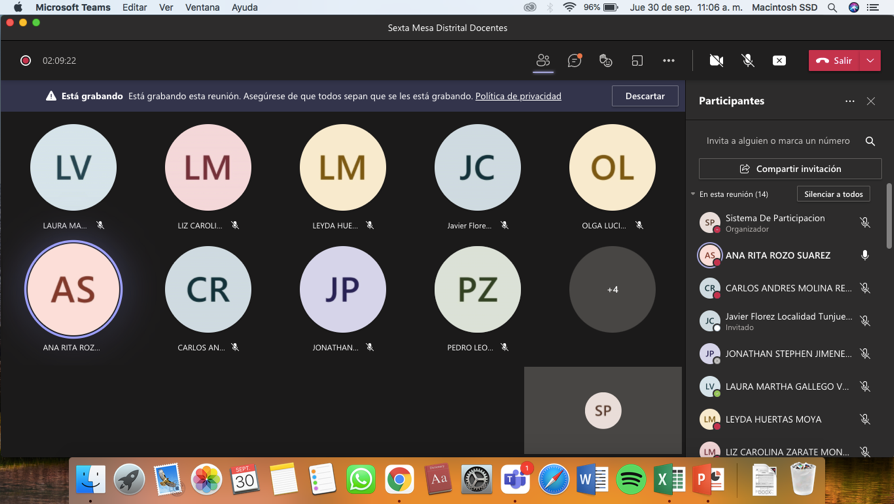 Microsoft Teams Editar Ver Ventana Ayuda 96% Jue 30 de sep. 11:06 a. m. Macintosh SSD
Sexta Mesa Distrital Docentes
02:09:22 Salir
Está grabando Está grabando esta reunión. Asegúrese de que todos sepan que se les está grabando. Política de privacidad Descartar
Participantes
Invita a alguien o marca un número
Compartir invitación
En esta reunión (14) Silenciar a todos
LV LM LM JC OL
LAURA MA... LIZ CAROLI... LEYDA HUE... Javier Flore... OLGA LUCI...
AS CR JP PZ +4
ANA RITA ROZ... CARLOS AN... JONATHAN... PEDRO LEO...
SP
SP Sistema De Participacion
Organizador
AS ANA RITA ROZO SUAREZ
CR CARLOS ANDRES MOLINA RE...
JC Javier Florez Localidad Tunjue...
Invitado
JP JONATHAN STEPHEN JIMENE...
LV LAURA MARTHA GALLEGO V...
LM LEYDA HUERTAS MOYA
LM LIZ CAROLINA ZARATE MON...
SEPT.
30
Aa
1
W
X
P